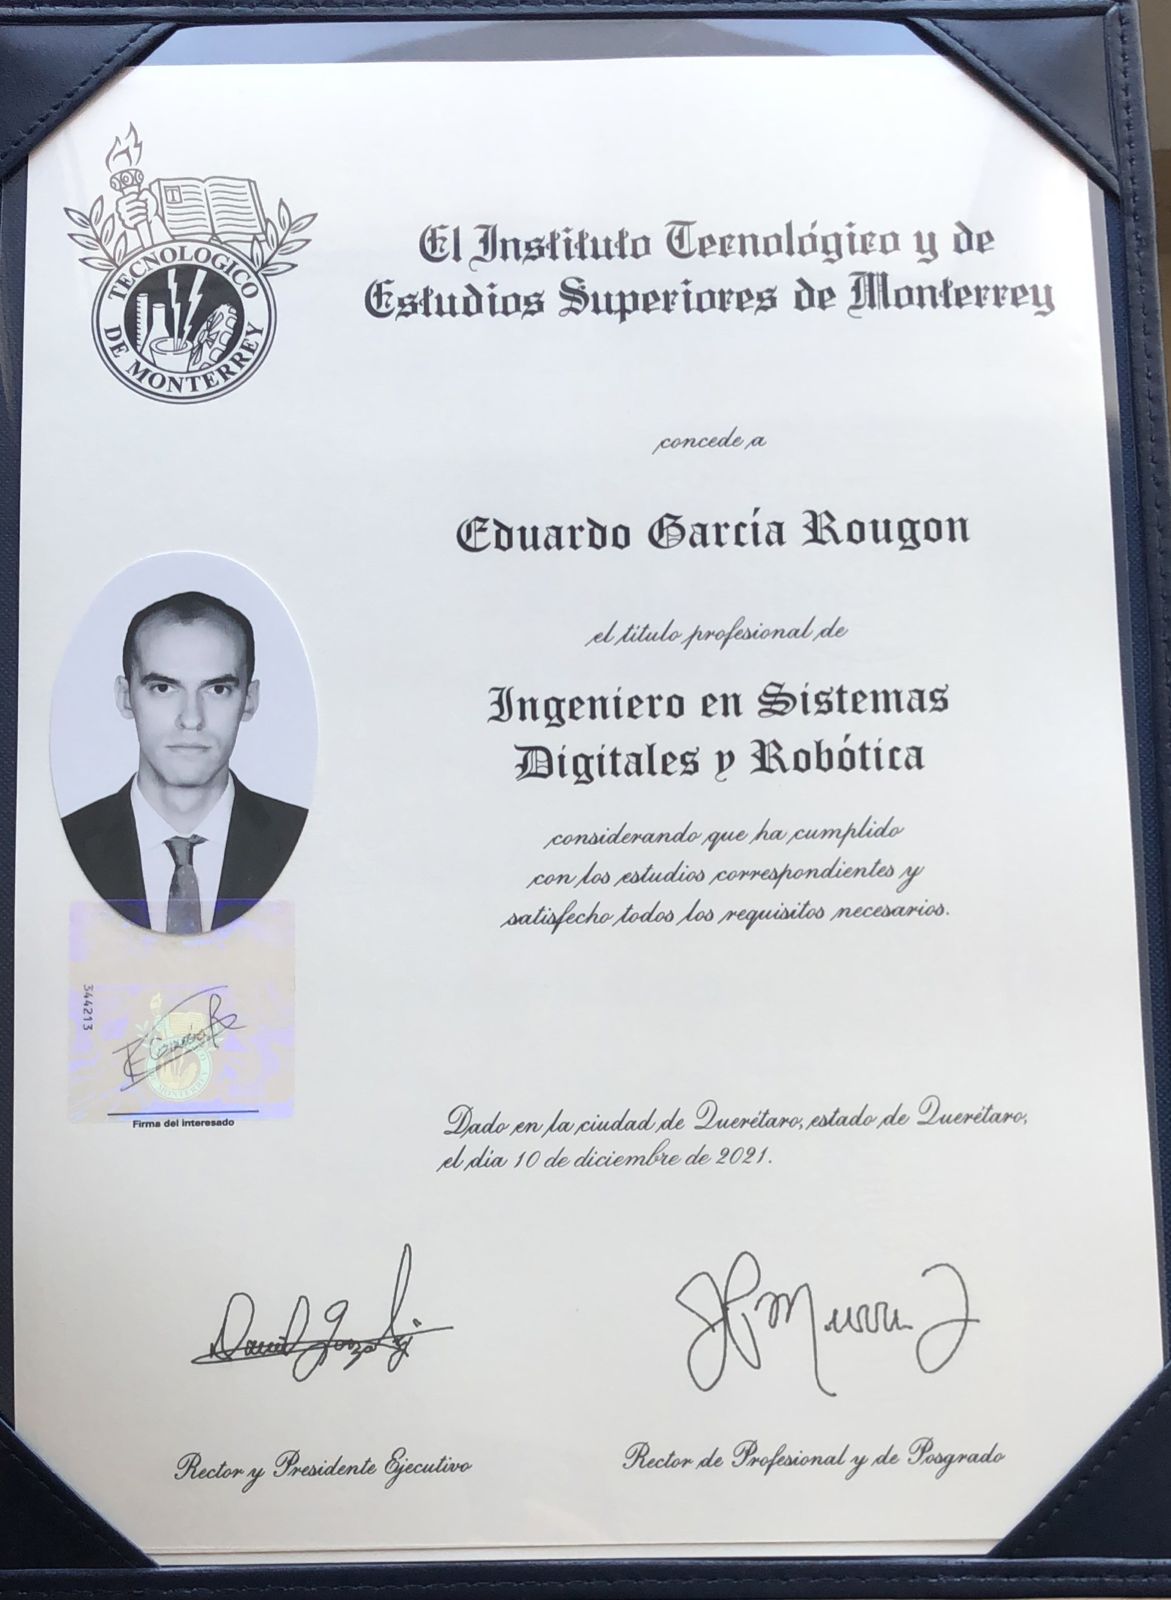 TECNOLOGICO
DE MONTERREY
El Instituto Tecnológico y de
Estudios Superiores de Monterrey
concede a
Eduardo García Rougon
el título profesional de
Ingeniero en Sistemas
Digitales y Robótica
considerando que ha cumplido
con los estudios correspondientes y
satisfecho todos los requisitos necesarios.
344213
Firma del interesado
Dado en la ciudad de Querétaro, estado de Querétaro,
el día 10 de diciembre de 2021.
Rector y Presidente Ejecutivo
Rector de Profesional y de Posgrado